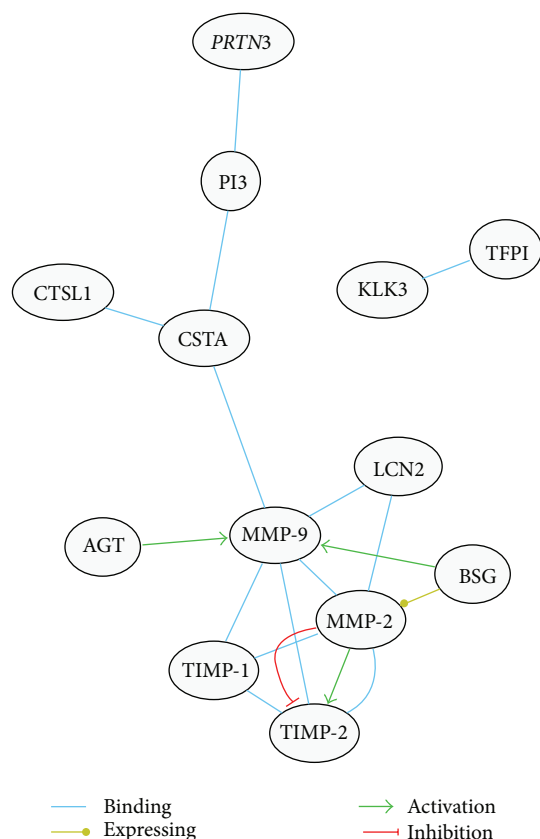 PRTN3
PI3
TFPI
KLK3
CTSL1
CSTA
LCN2
MMP-9
AGT
BSG
MMP-2
TIMP-1
TIMP-2
Binding
Activation
Expressing
Inhibition